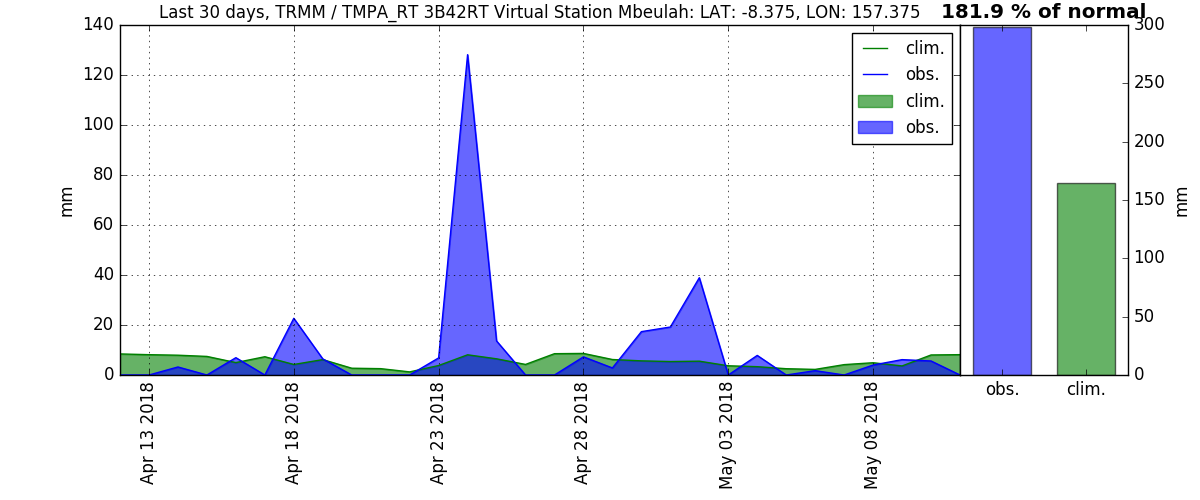 Last 30 days, TRMM / TMPA_RT 3B42RT Virtual Station Mbeulah: LAT: -8.375, LON: 157.375
181.9 % of normal
140
120
100
80
60
40
20
0
mm
clim.
obs.
clim.
obs.
Apr 13 2018
Apr 18 2018
Apr 23 2018
Apr 28 2018
May 03 2018
May 08 2018
300
250
200
150
100
50
0
mm
obs.
clim.